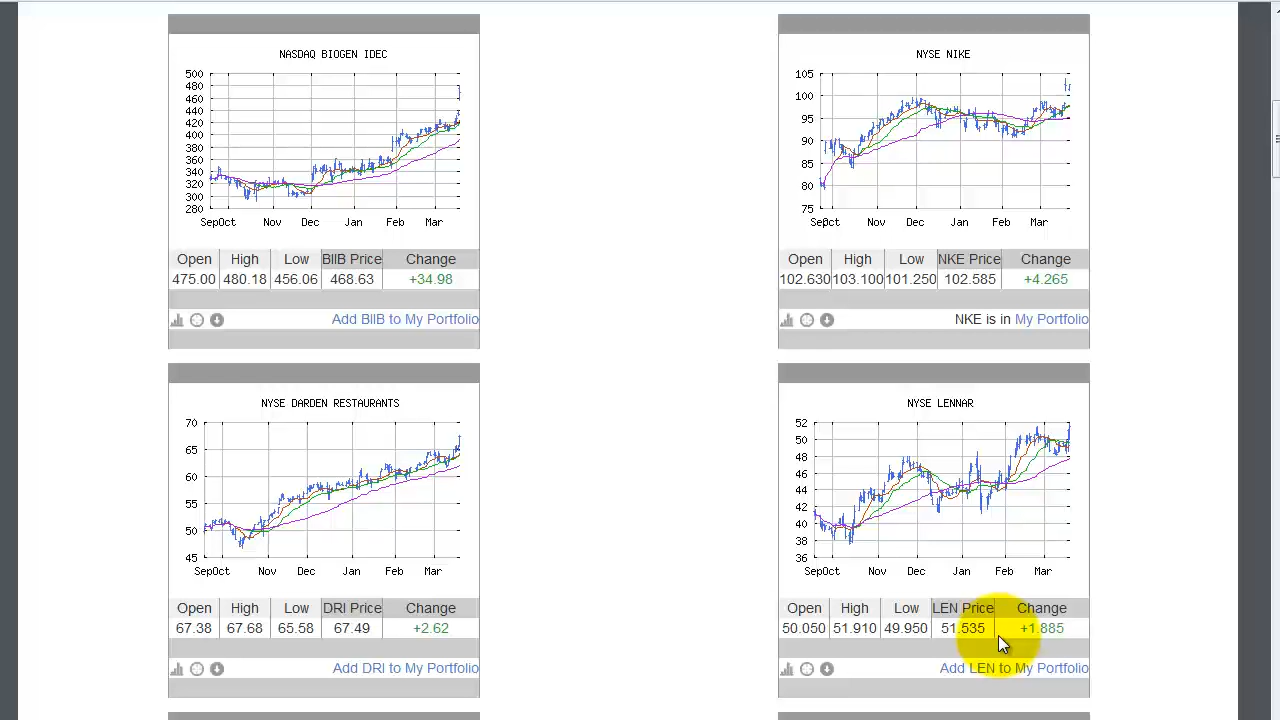 NASDAQ BIOGEN IDEC
500
480
460
440
420
400
380
360
340
320
300
280
SepOct Nov Dec Jan Feb Mar
Open High Low BIIB Price Change
475.00 480.18 456.06 468.63 +34.98
Add BIIB to My Portfolio
NYSE NIKE
105
100
95
90
85
80
75
SepOct Nov Dec Jan Feb Mar
Open High Low NKE Price Change
102.630 103.100 101.250 102.585 +4.265
NKE is in My Portfolio
NYSE DARDEN RESTAURANTS
70
65
60
55
50
45
SepOct Nov Dec Jan Feb Mar
Open High Low DRI Price Change
67.38 67.68 65.58 67.49 +2.62
Add DRI to My Portfolio
NYSE LENNAR
52
50
48
46
44
42
40
38
36
SepOct Nov Dec Jan Feb Mar
Open High Low LEN Price Change
50.050 51.910 49.950 51.535 +1.885
Add LEN to My Portfolio